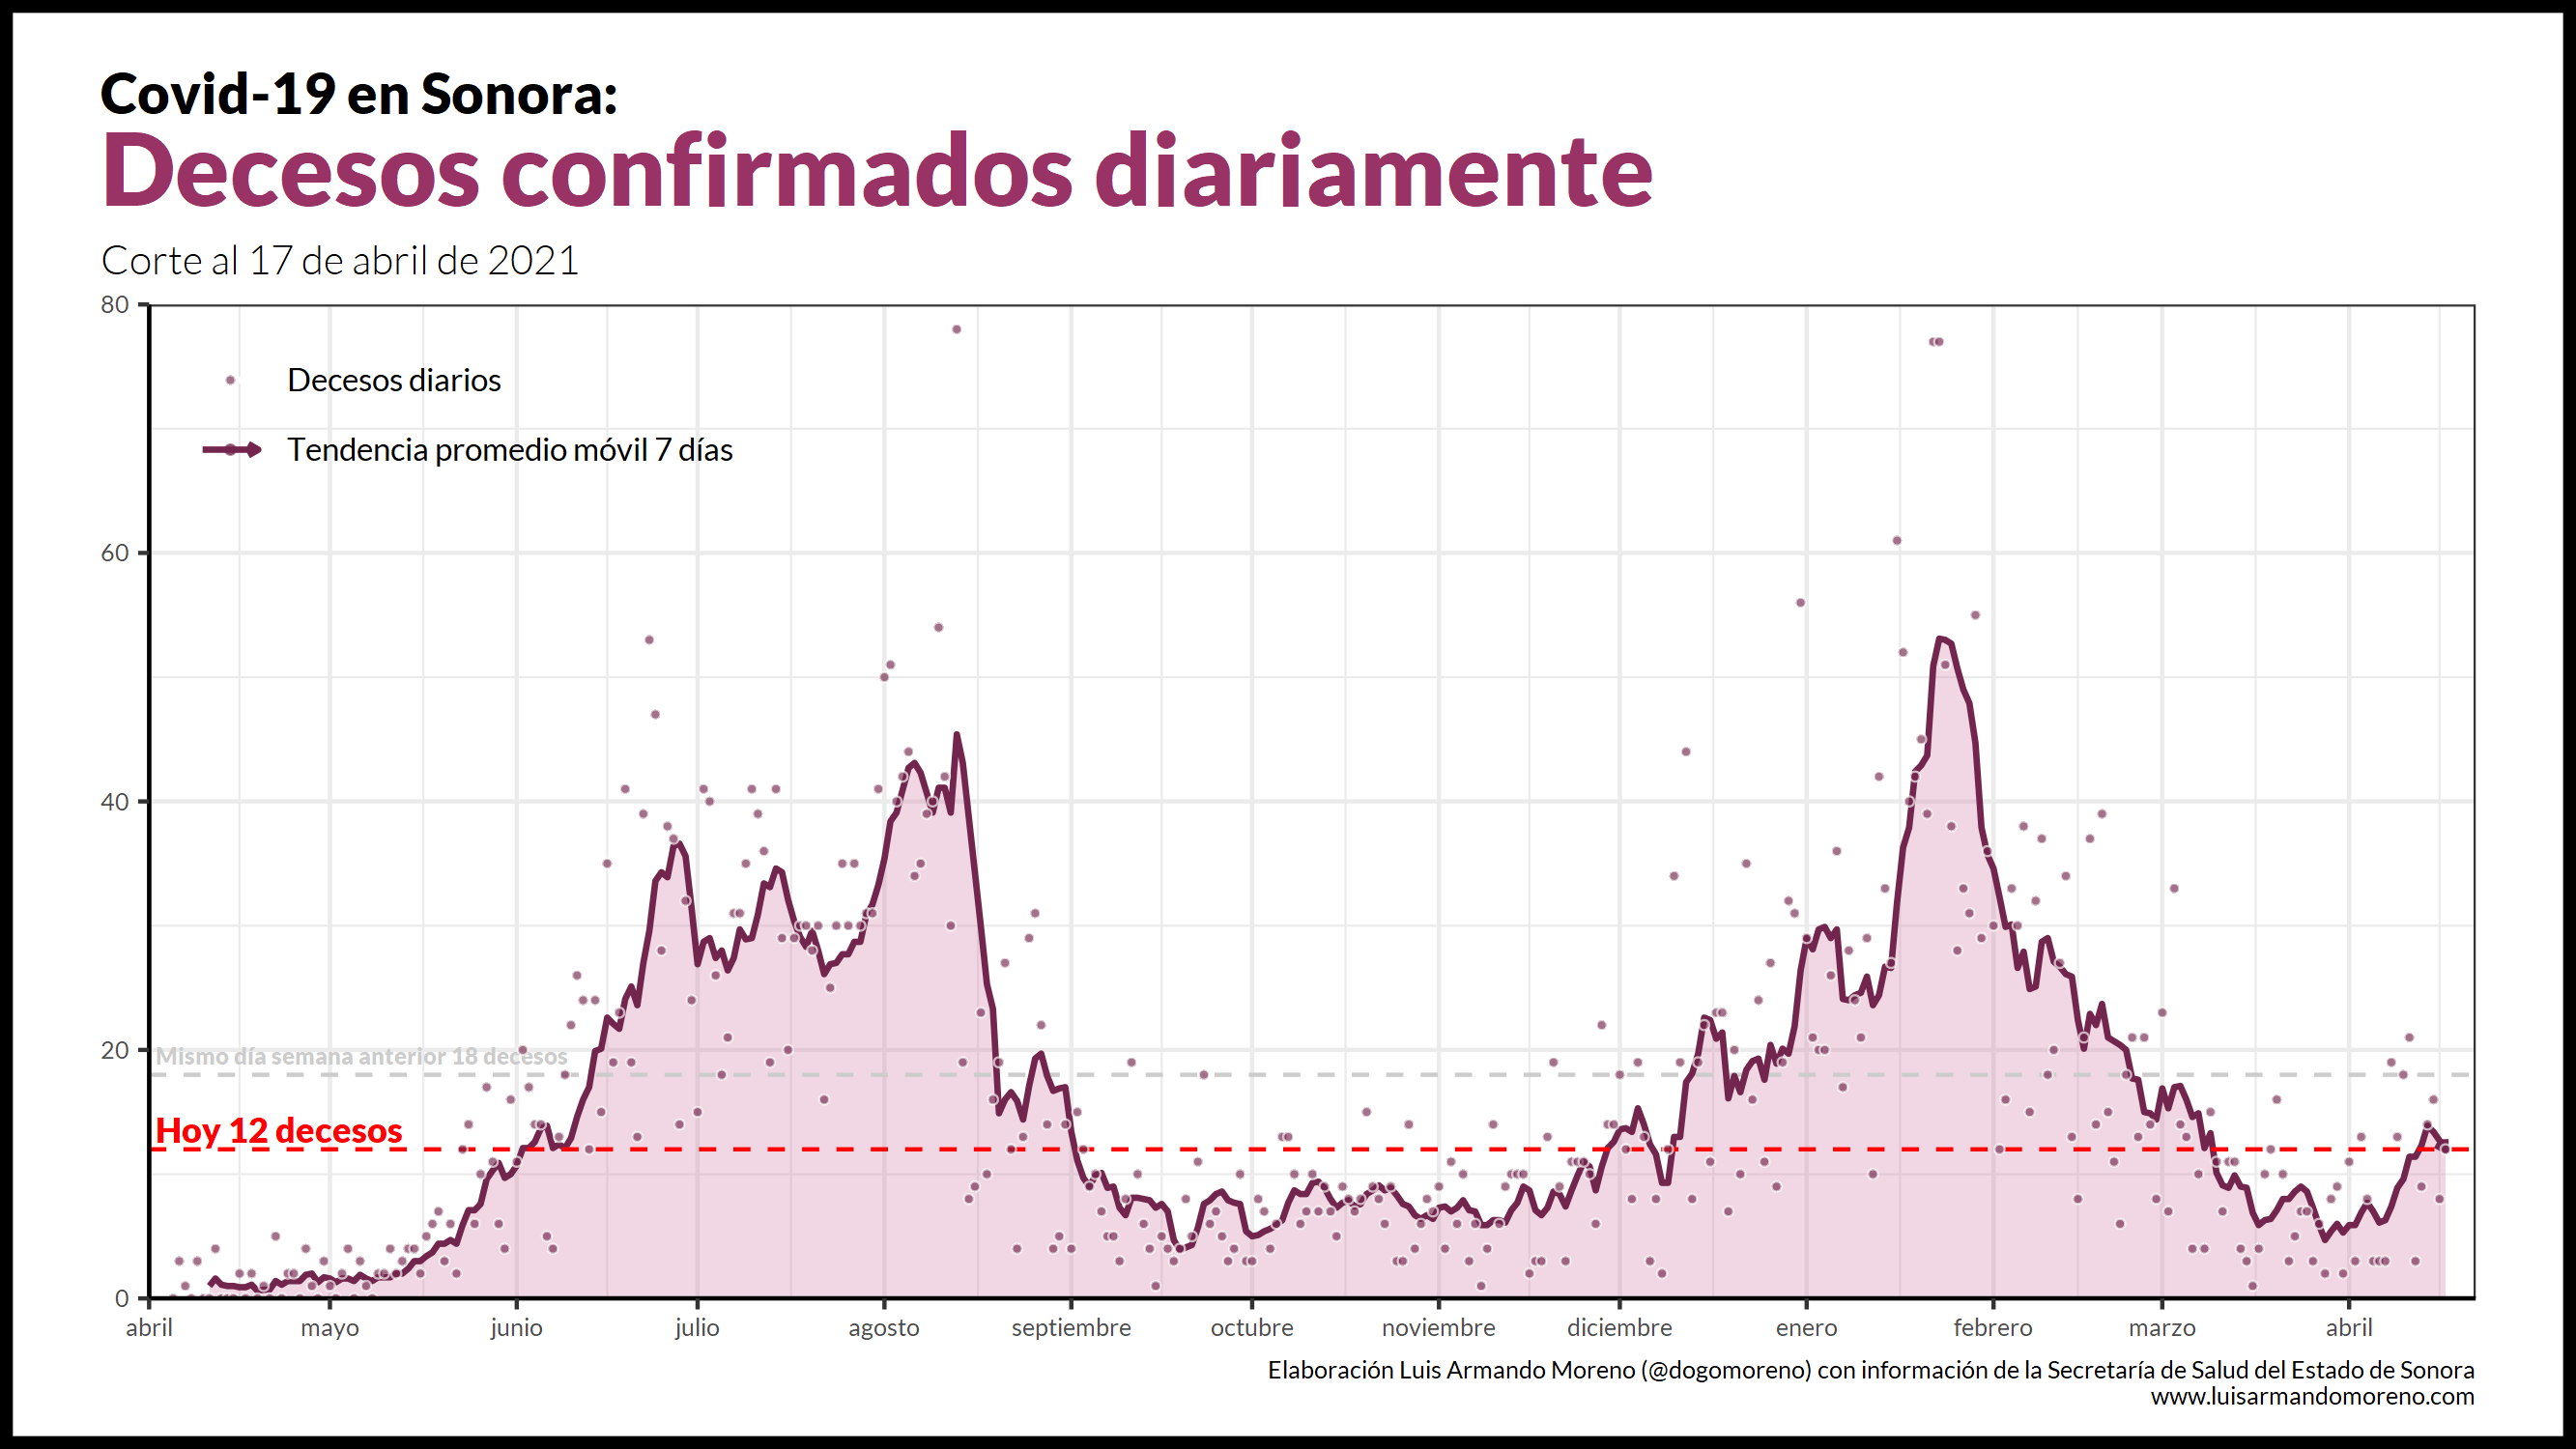 Covid-19 en Sonora:
Decesos confirmados diariamente
Corte al 17 de abril de 2021
80
Decesos diarios
Tendencia promedio móvil 7 días
60
40
20
Mismo día semana anterior 18 decesos
Hoy 12 decesos
0
abril mayo junio julio agosto septiembre octubre noviembre diciembre enero febrero marzo abril
Elaboración Luis Armando Moreno (@dogomoreno) con información de la Secretaría de Salud del Estado de Sonora
www.luisarmandomoreno.com